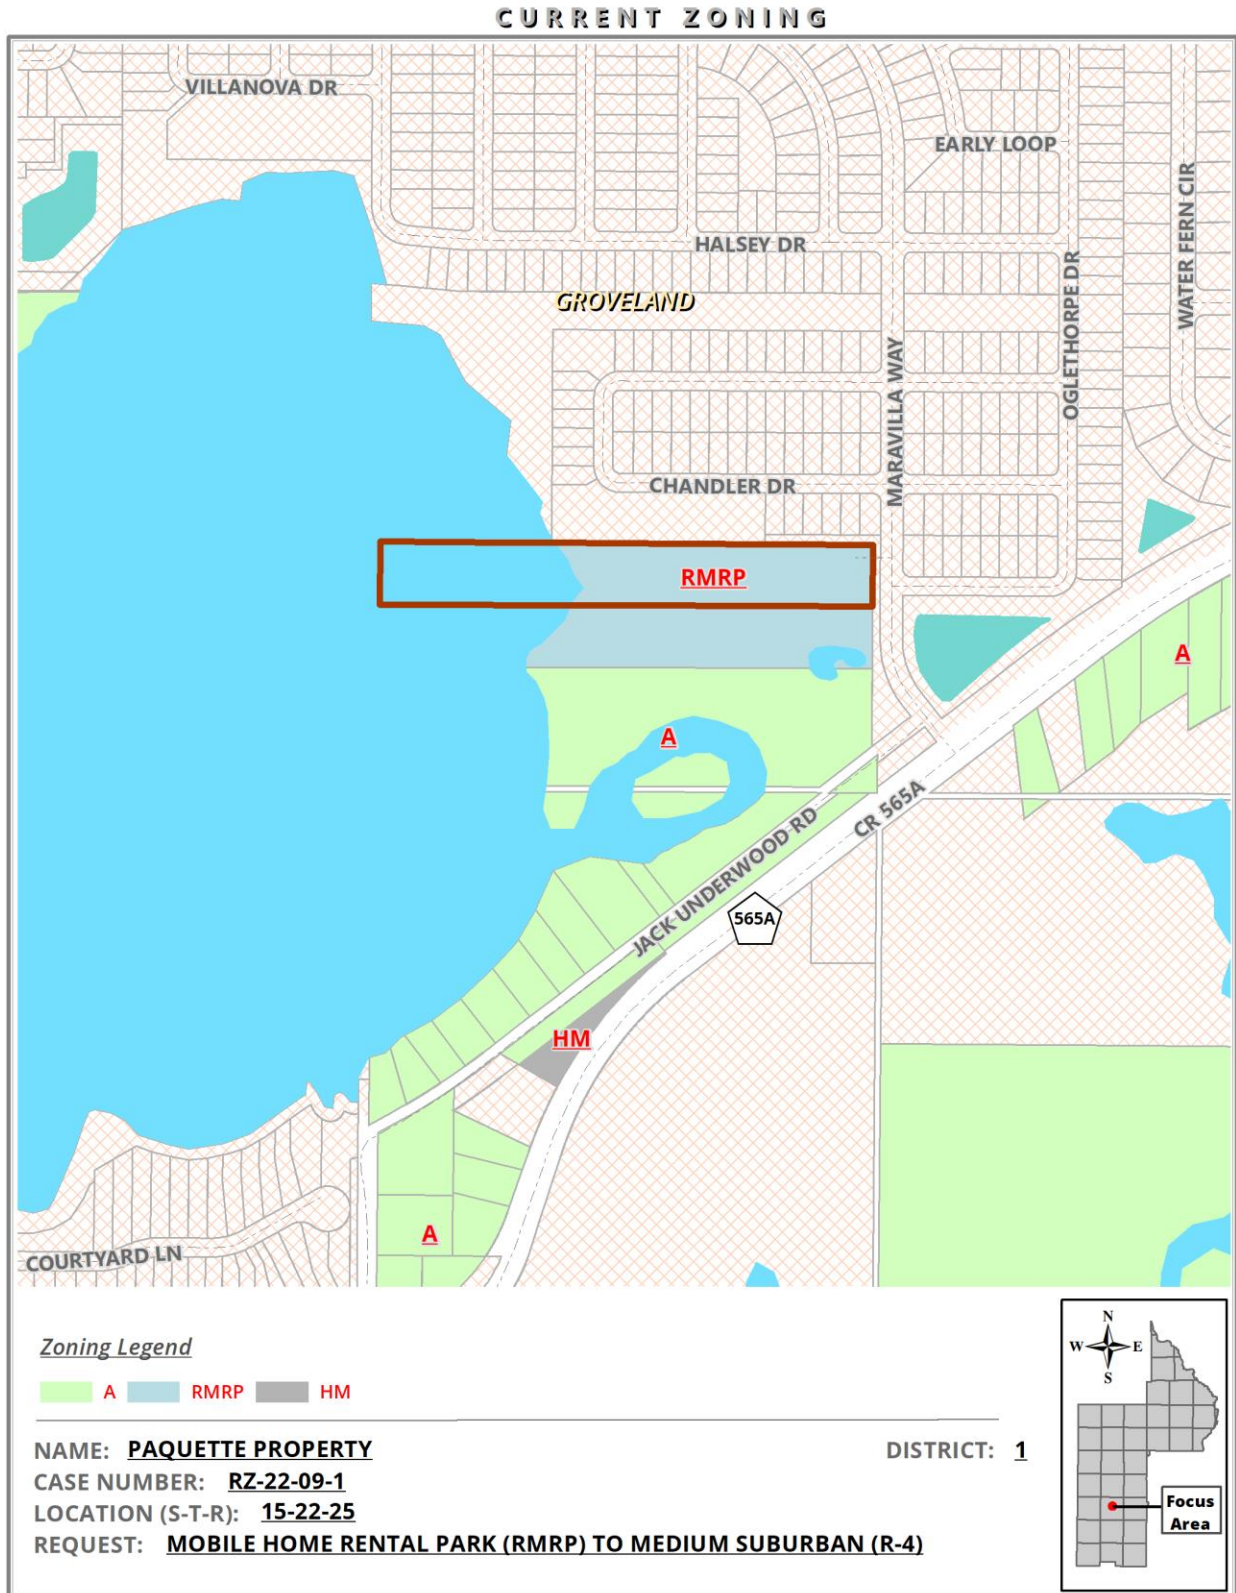 CURRENT ZONING
VILLANOVA DR
EARLY LOOP
WATER FERN CIR
HALSEY DR
OGLETHORPE DR
GROVELAND
MARAVILLA WAY
CHANDLER DR
RMRP
A
A
JACK UNDERWOOD RD
CR 565A
565A
HM
A
COURTYARD LN
Zoning Legend
A RMRP HM
NAME: PAQUETTE PROPERTY DISTRICT: 1
CASE NUMBER: RZ-22-09-1
LOCATION (S-T-R): 15-22-25
REQUEST: MOBILE HOME RENTAL PARK (RMRP) TO MEDIUM SUBURBAN (R-4)
N
W E
S
Focus
Area